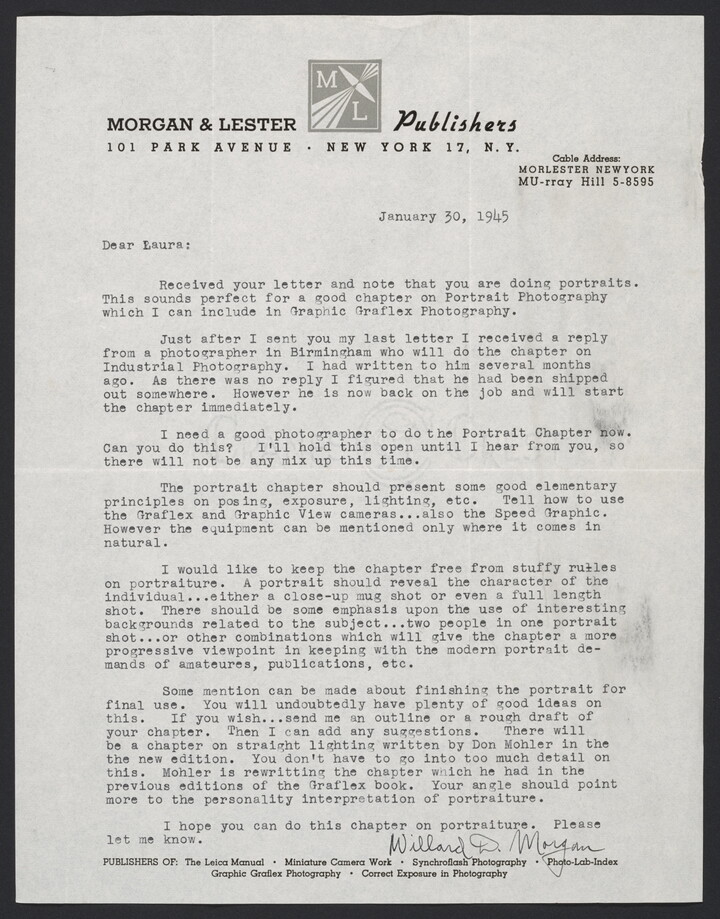 M L
MORGAN & LESTER Publishers
101 PARK AVENUE · NEW YORK 17, N. Y.
Cable Address:
MORLESTER NEWYORK
MU-rray Hill 5-8595
January 30, 1945
Dear Laura:
Received your letter and note that you are doing portraits.
This sounds perfect for a good chapter on Portrait Photography
which I can include in Graphic Graflex Photography.
Just after I sent you my last letter I received a reply
from a photographer in Birmingham who will do the chapter on
Industrial Photography. I had written to him several months
ago. As there was no reply I figured that he had been shipped
out somewhere. However he is now back on the job and will start
the chapter immediately.
I need a good photographer to do the Portrait Chapter now.
Can you do this? I'll hold this open until I hear from you, so
there will not be any mix up this time.
The portrait chapter should present some good elementary
principles on posing, exposure, lighting, etc. Tell how to use
the Graflex and Graphic View cameras...also the Speed Graphic.
However the equipment can be mentioned only where it comes in
natural.
I would like to keep the chapter free from stuffy rules
on portraiture. A portrait should reveal the character of the
individual...either a close-up mug shot or even a full length
shot. There should be some emphasis upon the use of interesting
backgrounds related to the subject...two people in one portrait
shot...or other combinations which will give the chapter a more
progressive viewpoint in keeping with the modern portrait de-
mands of amateures, publications, etc.
Some mention can be made about finishing the portrait for
final use. You will undoubtedly have plenty of good ideas on
this. If you wish...send me an outline or a rough draft of
your chapter. Then I can add any suggestions. There will
be a chapter on straight lighting written by Don Mohler in the
the new edition. You don't have to go into too much detail on
this. Mohler is rewritting the chapter which he had in the
previous editions of the Graflex book. Your angle should point
more to the personality interpretation of portraiture.
I hope you can do this chapter on portraiture. Please
let me know.
Willard D. Morgan
PUBLISHERS OF: The Leica Manual · Miniature Camera Work · Synchroflash Photography · Photo-Lab-Index
Graphic Graflex Photography · Correct Exposure in Photography